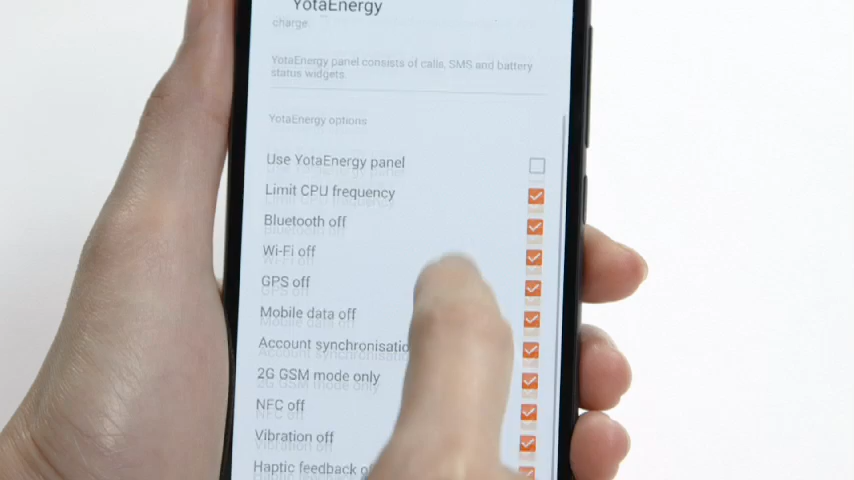 YotaEnergy
charge.
YotaEnergy panel consists of calls, SMS and battery
status widgets.
YotaEnergy options
Use YotaEnergy panel
Limit CPU frequency
Bluetooth off
Wi-Fi off
GPS off
Mobile data off
Account synchronisatio
2G GSM mode only
NFC off
Vibration off
Haptic feedback o